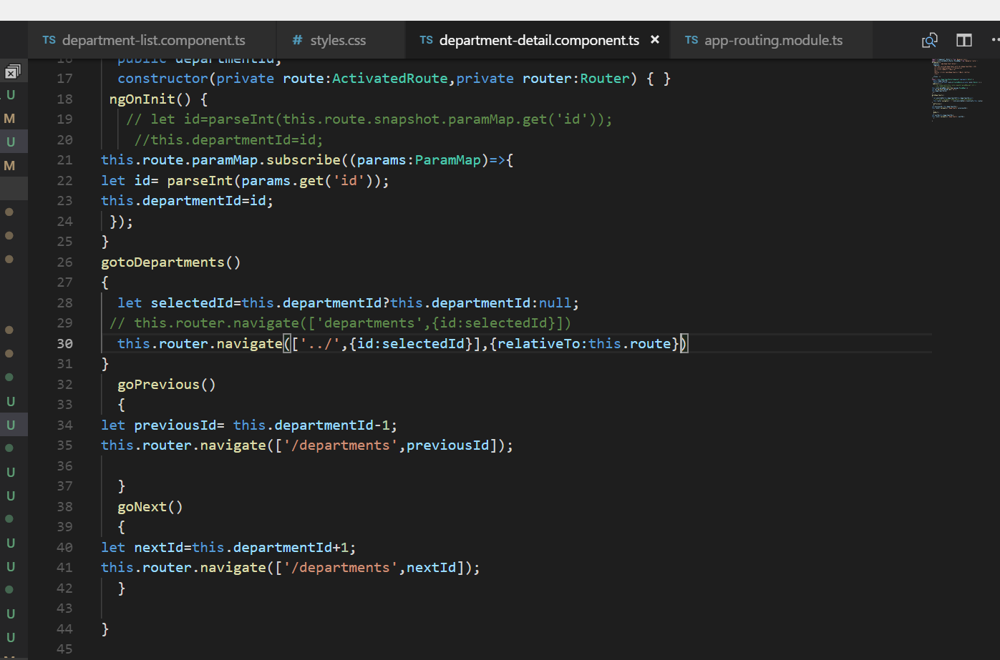 TS department-list.component.ts # styles.css TS department-detail.component.ts × TS app-routing.module.ts
16 public departmentId;
17 constructor(private route:ActivatedRoute,private router:Router) { }
18 ngOnInit() {
19 // let id=parseInt(this.route.snapshot.paramMap.get('id'));
20 //this.departmentId=id;
21 this.route.paramMap.subscribe((params:ParamMap)=>{
22 let id= parseInt(params.get('id'));
23 this.departmentId=id;
24 });
25 }
26 gotoDepartments()
27 {
28 let selectedId=this.departmentId?this.departmentId:null;
29 // this.router.navigate(['departments',{id:selectedId}])
30 this.router.navigate(['../',{id:selectedId}],{relativeTo:this.route})
31 }
32 goPrevious()
33 {
34 let previousId= this.departmentId-1;
35 this.router.navigate(['/departments',previousId]);
36
37 }
38 goNext()
39 {
40 let nextId=this.departmentId+1;
41 this.router.navigate(['/departments',nextId]);
42 }
43
44 }
45
U
M
U
M
U
U
U
U
U
U
U
U